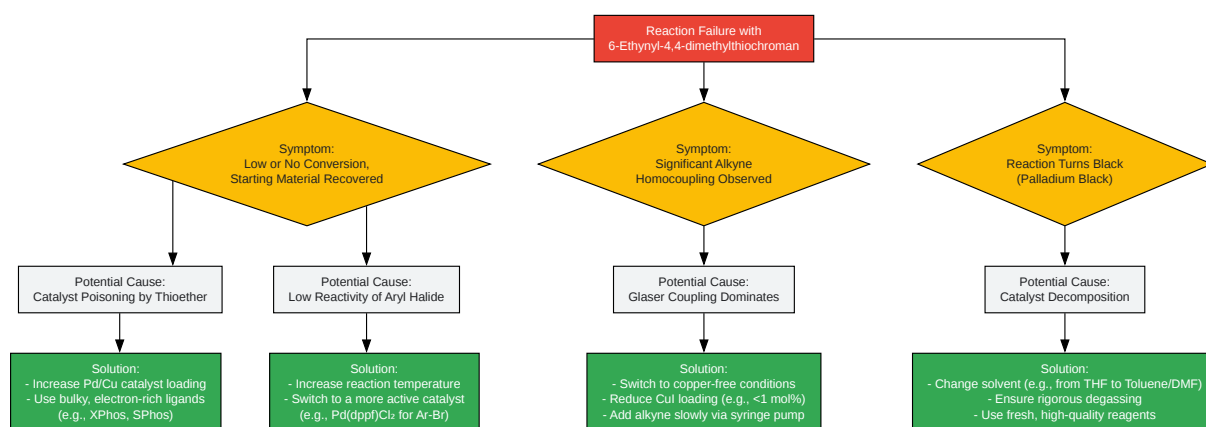 Reaction Failure with
6-Ethynyl-4,4-dimethylthiochroman
Symptom:
Low or No Conversion,
Starting Material Recovered
Symptom:
Significant Alkyne
Homocoupling Observed
Symptom:
Reaction Turns Black
(Palladium Black)
Potential Cause:
Catalyst Poisoning by Thioether
Potential Cause:
Low Reactivity of Aryl Halide
Potential Cause:
Glaser Coupling Dominates
Potential Cause:
Catalyst Decomposition
Solution:
- Increase Pd/Cu catalyst loading
- Use bulky, electron-rich ligands
(e.g., XPhos, SPhos)
Solution:
- Increase reaction temperature
- Switch to a more active catalyst
(e.g., Pd(dppf)Cl₂ for Ar-Br)
Solution:
- Switch to copper-free conditions
- Reduce CuI loading (e.g., <1 mol%)
- Add alkyne slowly via syringe pump
Solution:
- Change solvent (e.g., from THF to Toluene/DMF)
- Ensure rigorous degassing
- Use fresh, high-quality reagents